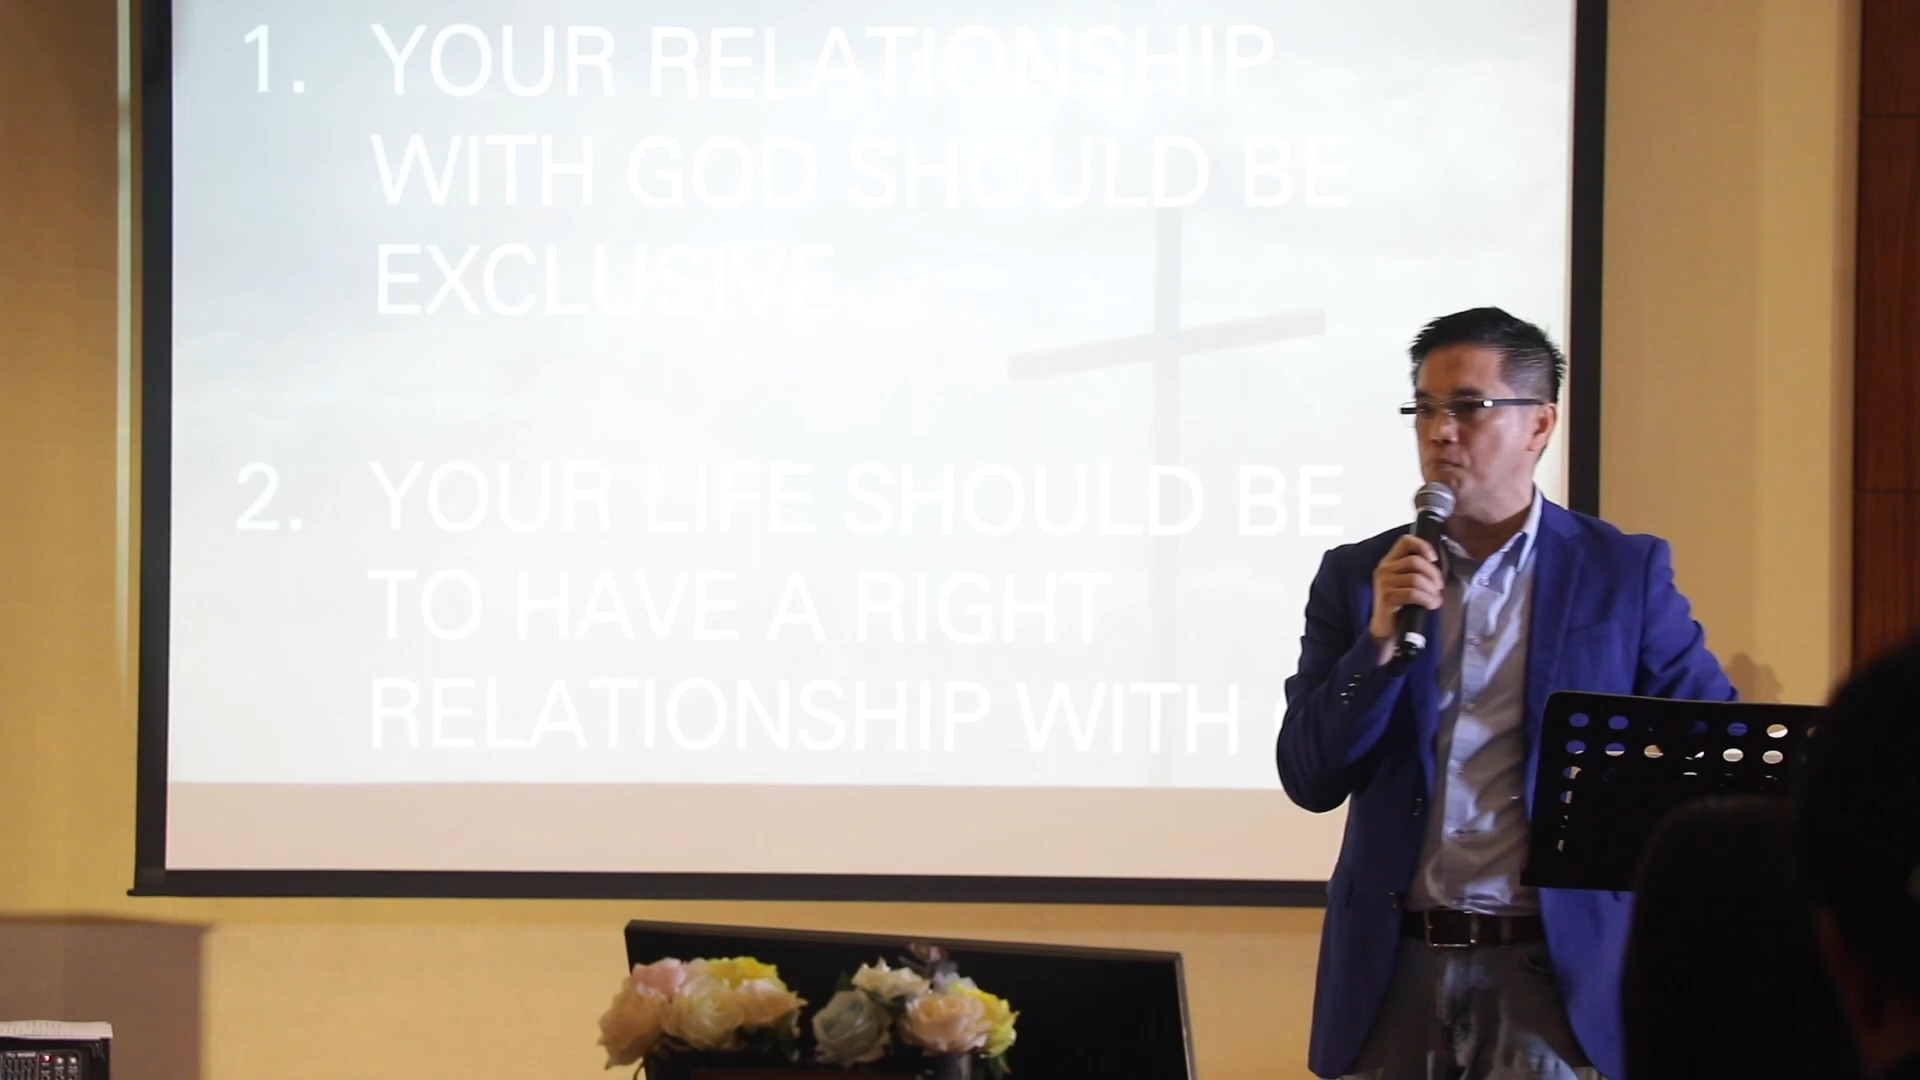 1. YOUR RELATIONSHIP
WITH GOD SHOULD BE
EXCLUSIVE
2. YOUR LIFE SHOULD BE
TO HAVE A RIGHT
RELATIONSHIP WITH